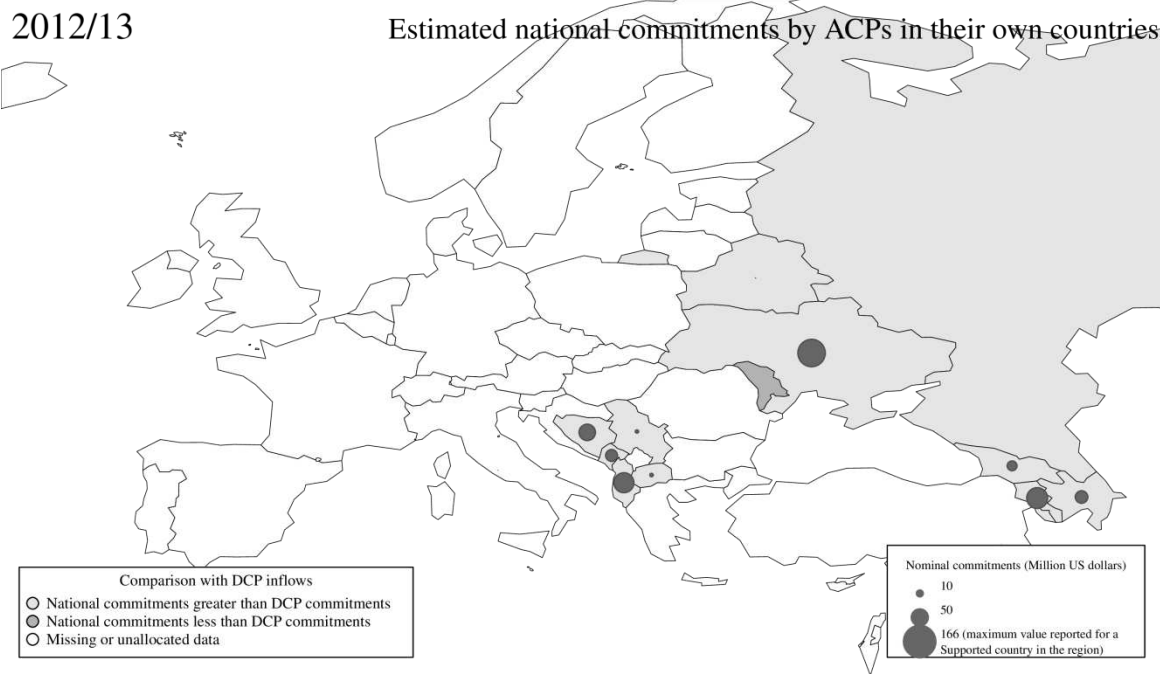 2012/13
Estimated national commitments by ACPs in their own countries
Comparison with DCP inflows
National commitments greater than DCP commitments
National commitments less than DCP commitments
Missing or unallocated data
Nominal commitments (Million US dollars)
10
50
166 (maximum value reported for a
Supported country in the region)